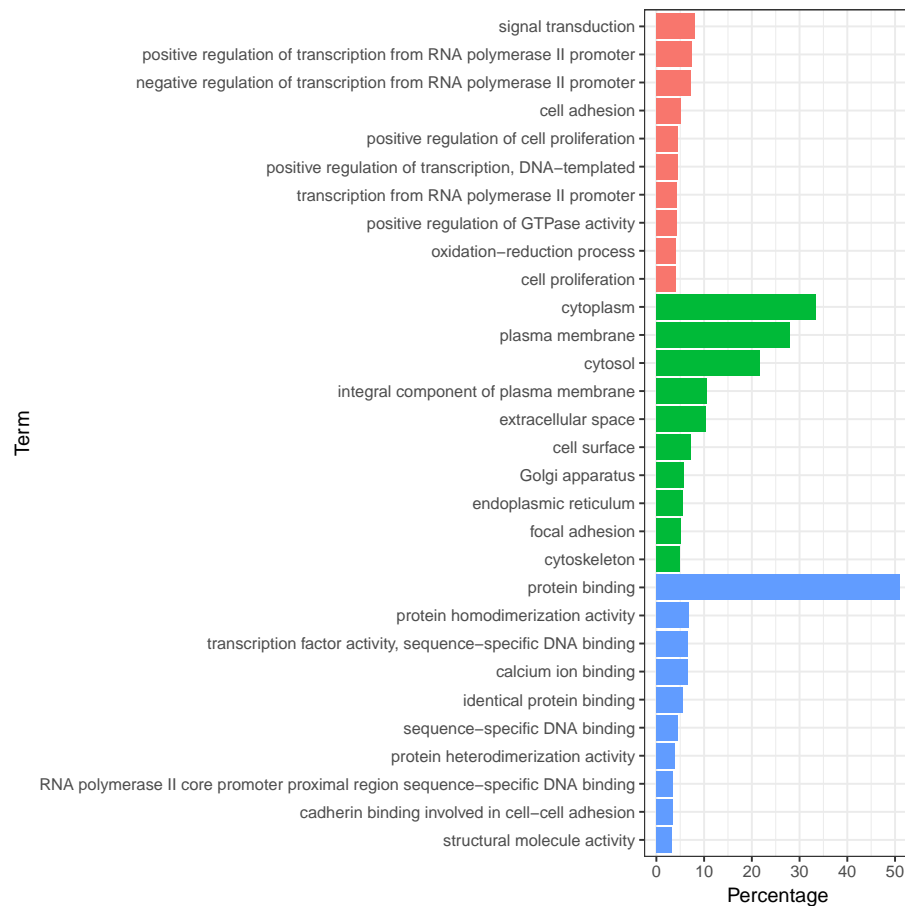 signal transduction
positive regulation of transcription from RNA polymerase II promoter
negative regulation of transcription from RNA polymerase II promoter
cell adhesion
positive regulation of cell proliferation
positive regulation of transcription, DNA−templated
transcription from RNA polymerase II promoter
positive regulation of GTPase activity
oxidation−reduction process
cell proliferation
cytoplasm
plasma membrane
cytosol
integral component of plasma membrane
extracellular space
cell surface
Golgi apparatus
endoplasmic reticulum
focal adhesion
cytoskeleton
protein binding
protein homodimerization activity
transcription factor activity, sequence−specific DNA binding
calcium ion binding
identical protein binding
sequence−specific DNA binding
protein heterodimerization activity
RNA polymerase II core promoter proximal region sequence−specific DNA binding
cadherin binding involved in cell−cell adhesion
structural molecule activity
Term
0 10 20 30 40 50
Percentage